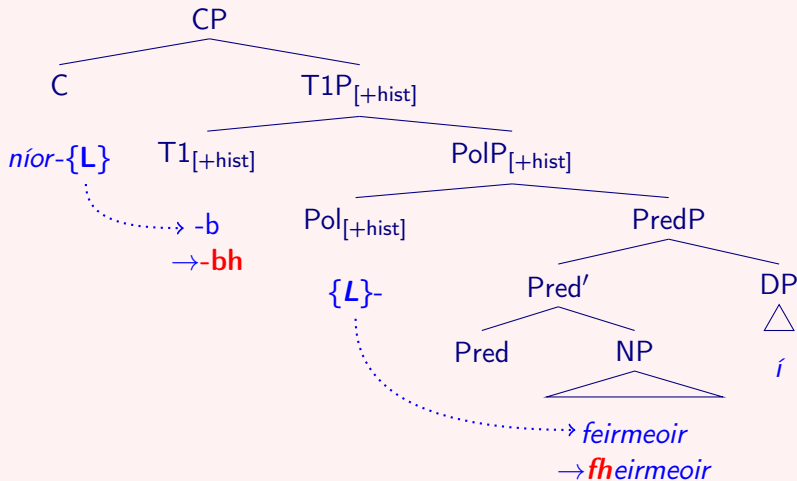 CP
C T1P[+hist]
níor-{L} T1[+hist] PolP[+hist]
-b Pol[+hist] PredP
→-bh
{L}- Pred′ DP
Pred NP í
feirmeoir
→fheirmeoir